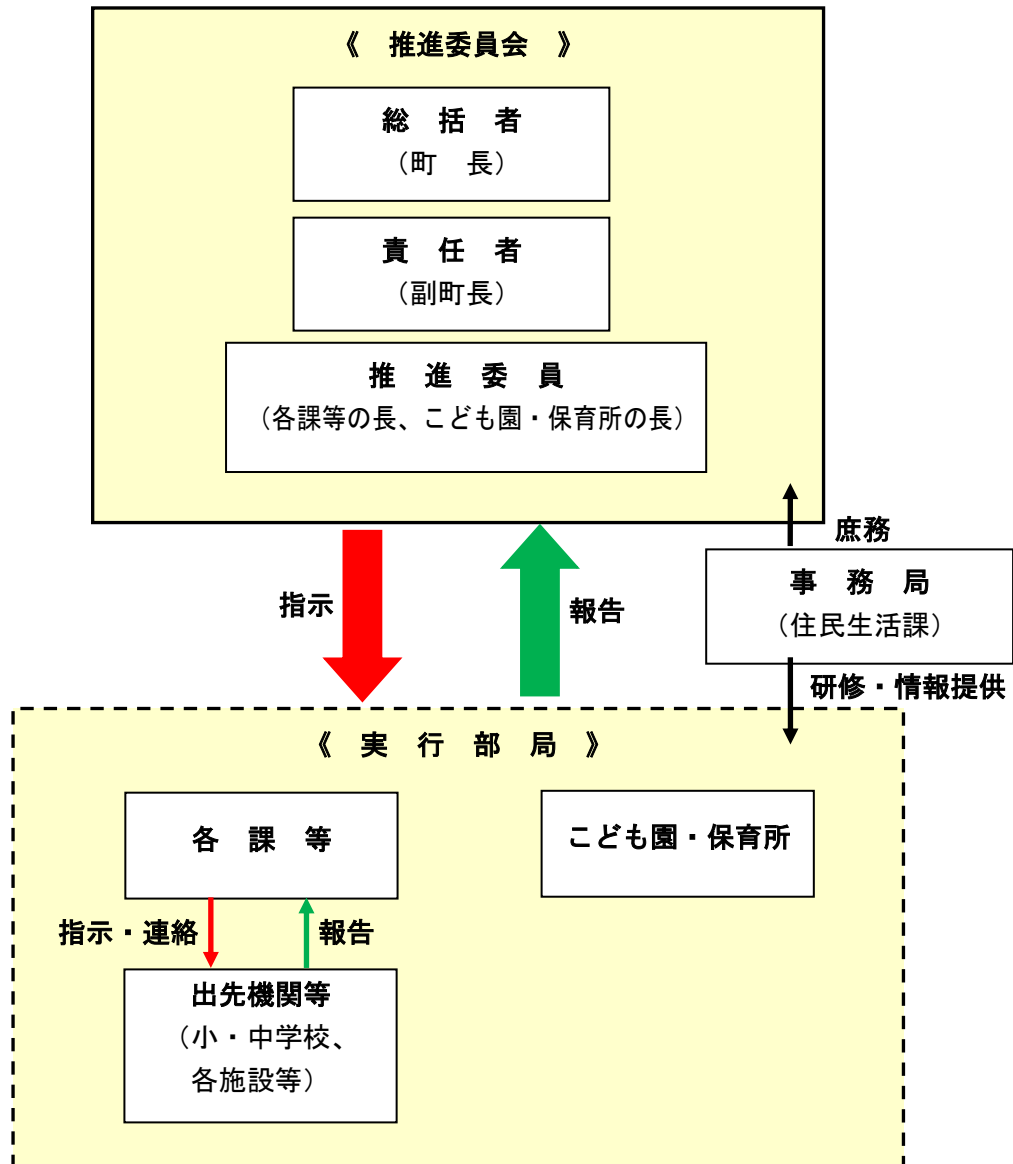 《　推進委員会　》
総　括　者
（町　長）
責　任　者
（副町長）
推　進　委　員
（各課等の長、こども園・保育所の長）
庶務
指示
報告
事　務　局
（住民生活課）
研修・情報提供
《　実　行　部　局　》
各　課　等
こども園・保育所
指示・連絡
報告
出先機関等
（小・中学校、
各施設等）